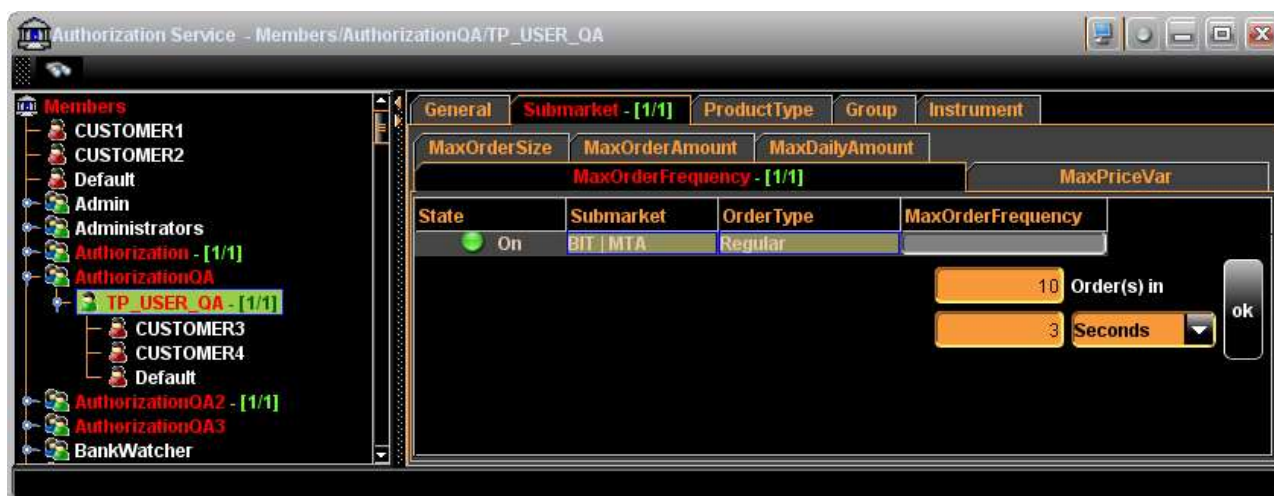 Authorization Service - Members/AuthorizationQA/TP_USER_QA
Members
CUSTOMER1
CUSTOMER2
Default
Admin
Administrators
Authorization - [1/1]
AuthorizationQA
TP_USER_QA - [1/1]
CUSTOMER3
CUSTOMER4
Default
AuthorizationQA2 - [1/1]
AuthorizationQA3
BankWatcher
General Submarket - [1/1] ProductType Group Instrument
MaxOrderSize MaxOrderAmount MaxDailyAmount
MaxOrderFrequency - [1/1] MaxPriceVar
State Submarket OrderType MaxOrderFrequency
On BIT | MTA Regular
10 Order(s) in
3 Seconds
ok